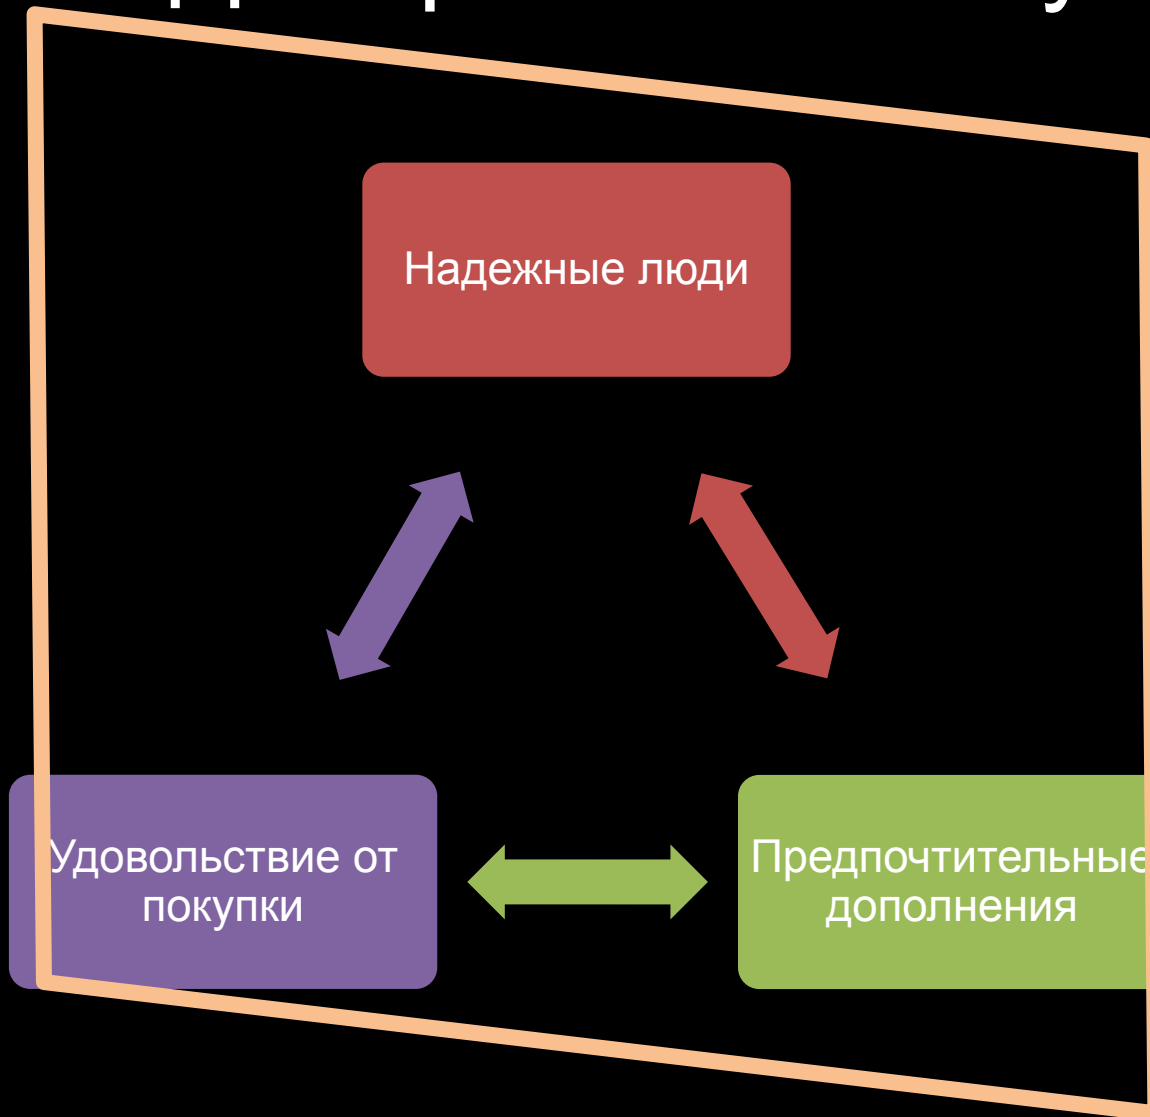 Надежные люди
Удовольствие от
покупки
Предпочтительные
дополнения